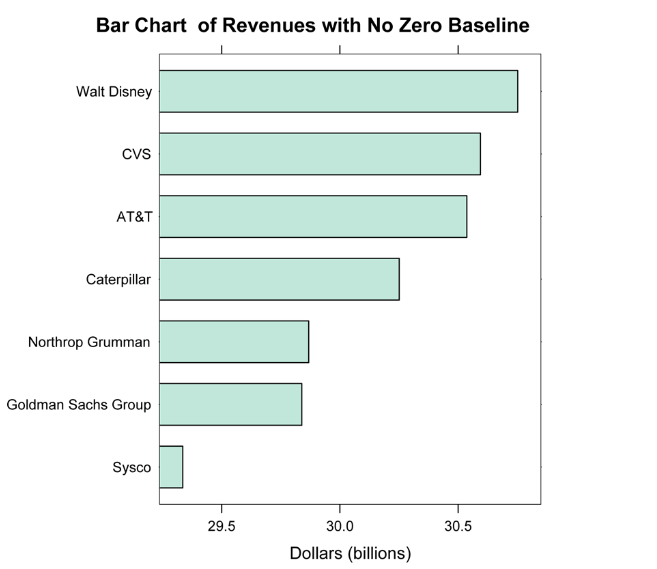 Bar Chart  of Revenues with No Zero Baseline
Walt Disney
CVS
AT&T
Caterpillar
Northrop Grumman
Goldman Sachs Group
Sysco
29.5 30.0 30.5
Dollars (billions)